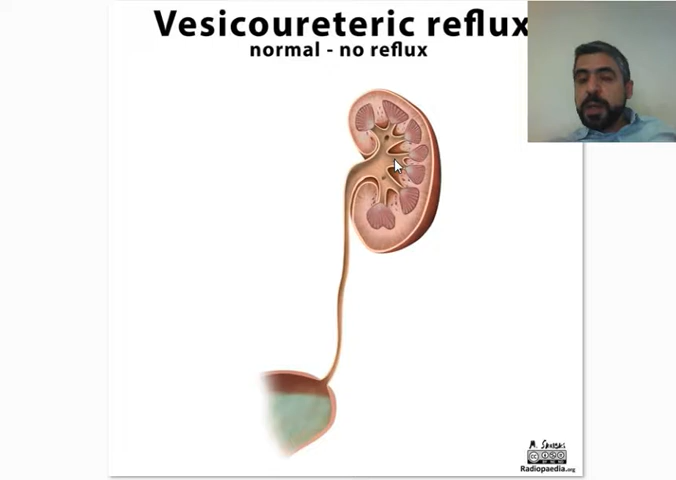 Vesicoureteric reflux
normal - no reflux
Radiopaedia.org